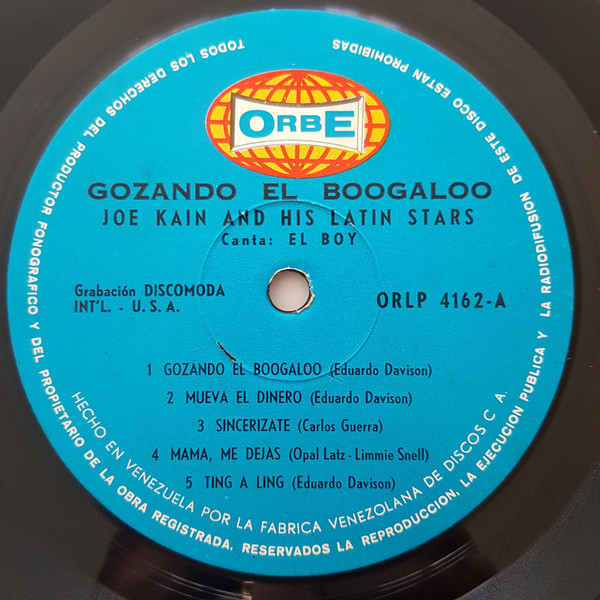 ORBE
GOZANDO EL BOOGALOO
JOE KAIN AND HIS LATIN STARS
Canta: EL BOY
Grabación DISCOMODA
INT'L. - U.S.A.
ORLP 4162-A
1 GOZANDO EL BOOGALOO (Eduardo Davison)
2 MUEVA EL DINERO (Eduardo Davison)
3 SINCERIZATE (Carlos Guerra)
4 MAMA, ME DEJAS (Opal Latz - Limmie Snell)
5 TING A LING (Eduardo Davison)
HECHO EN VENEZUELA POR LA FABRICA VENEZOLANA DE DISCOS C A.
TODOS LOS DERECHOS DEL PRODUCTOR FONOGRAFICO Y DEL PROPIETARIO DE LA OBRA REGISTRADA. RESERVADOS LA REPRODUCCION, LA EJECUCION PUBLICA Y LA RADIODIFUSION DE ESTE DISCO ESTAN PROHIBIDAS